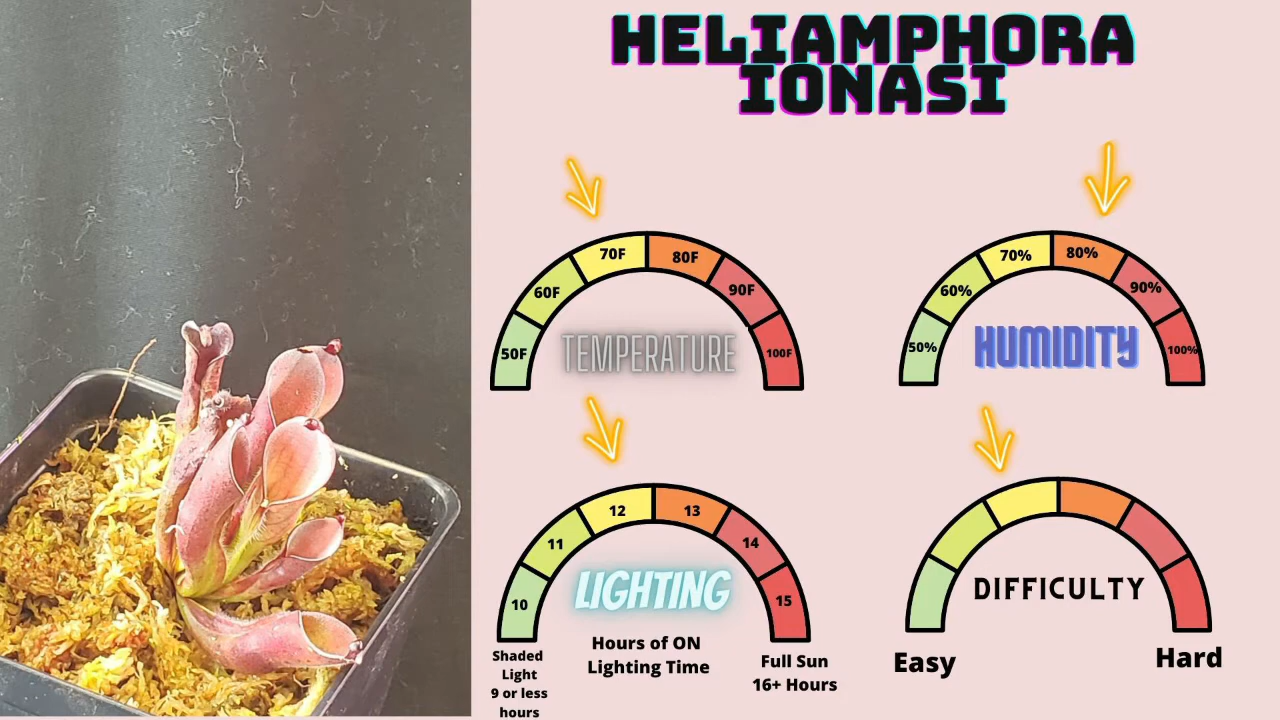 HELIAMPHORA
IONASI
50F
60F
70F
80F
90F
100F
TEMPERATURE
50%
60%
70%
80%
90%
100%
HUMIDITY
10
11
12
13
14
15
LIGHTING
Hours of ON
Lighting Time
Shaded
Light
9 or less
hours
Full Sun
16+ Hours
DIFFICULTY
Easy
Hard